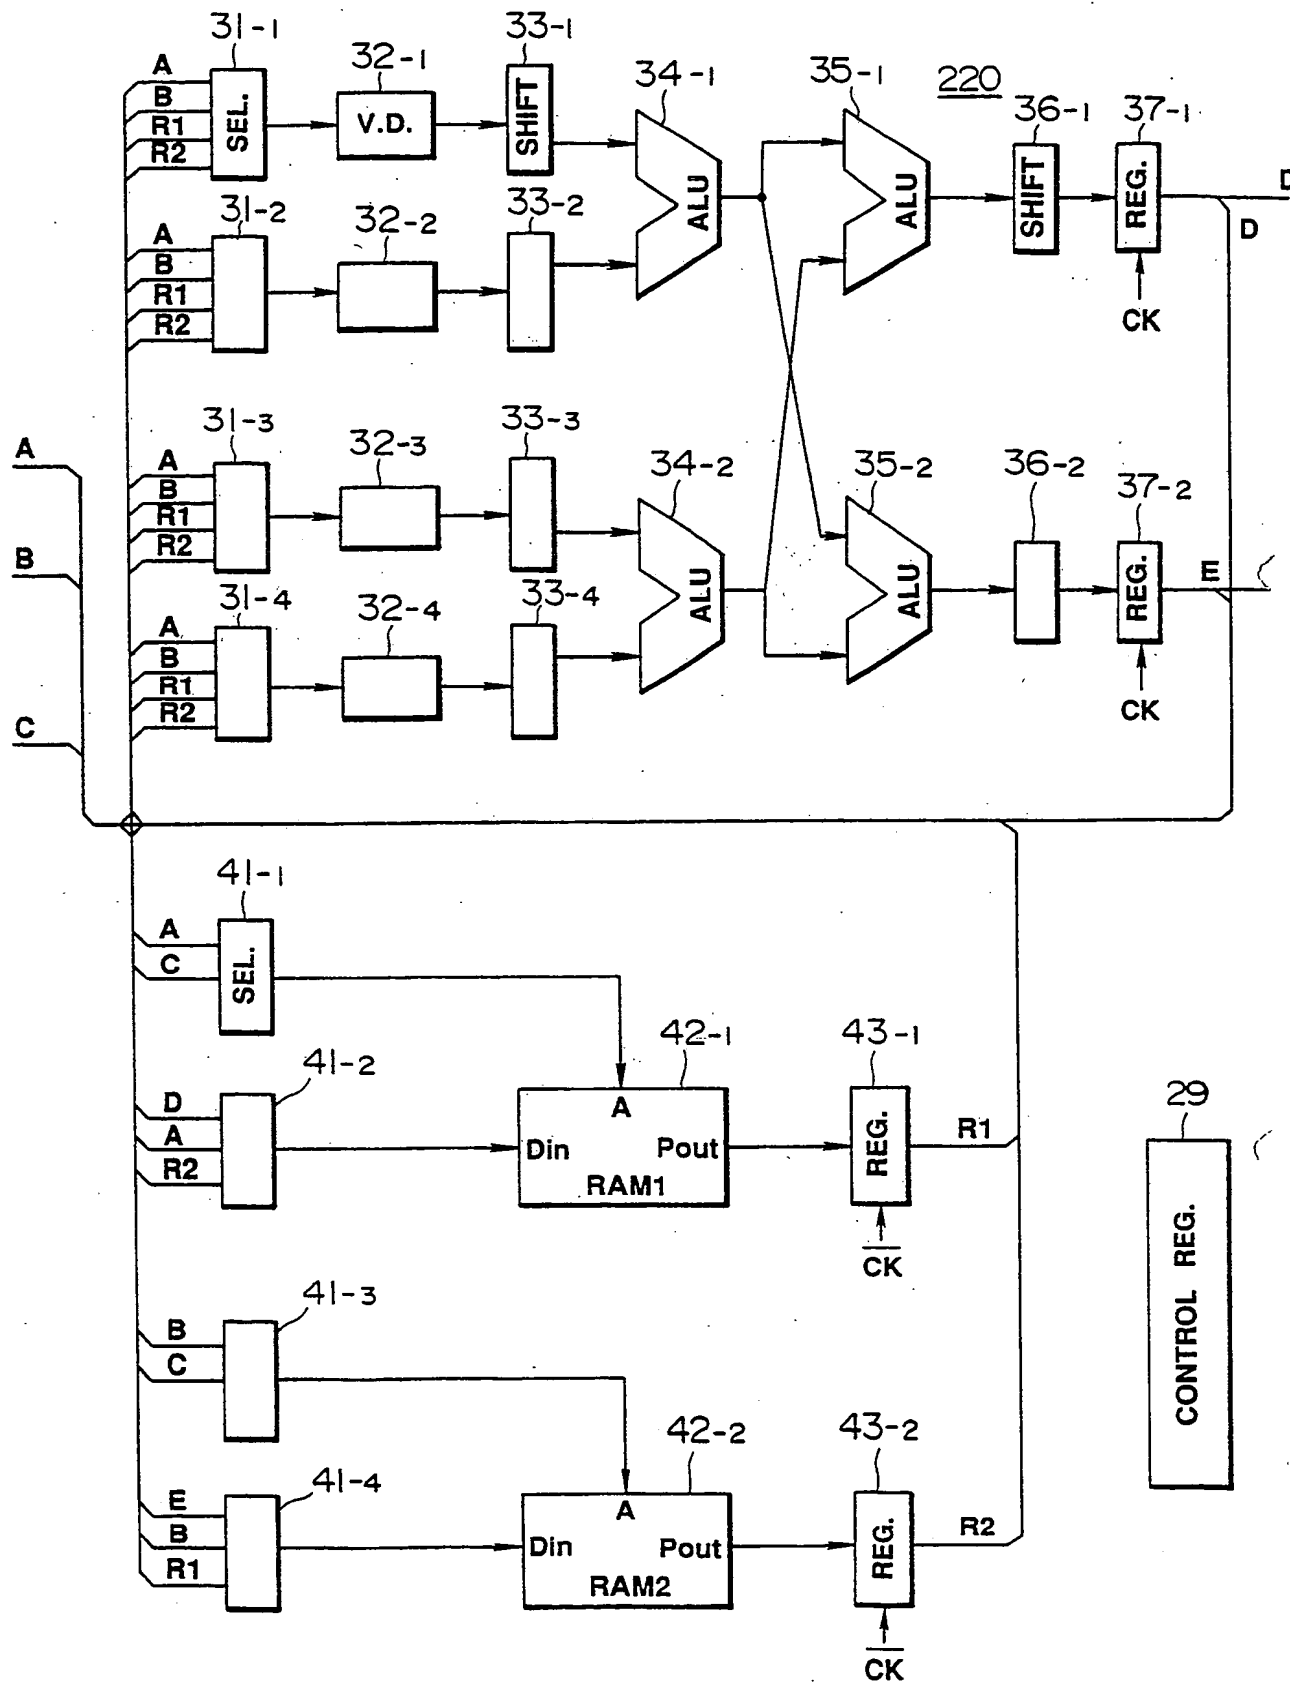 31-1
32-1
33-1
34-1
35-1
220
36-1
37-1
A
B
R1
R2
SEL.
V.D.
SHIFT
ALU
ALU
SHIFT
REG.
D
D
CK
31-2
32-2
33-2
A
B
R1
R2
31-3
32-3
33-3
34-2
35-2
36-2
37-2
A
B
R1
R2
ALU
ALU
REG.
E
CK
31-4
32-4
33-4
A
B
R1
R2
A
B
C
41-1
A
C
SEL.
41-2
D
A
R2
42-1
A
Din
Pout
RAM1
43-1
REG.
R1
CK
29
CONTROL REG.
41-3
B
C
41-4
E
B
R1
42-2
A
Din
Pout
RAM2
43-2
REG.
R2
CK